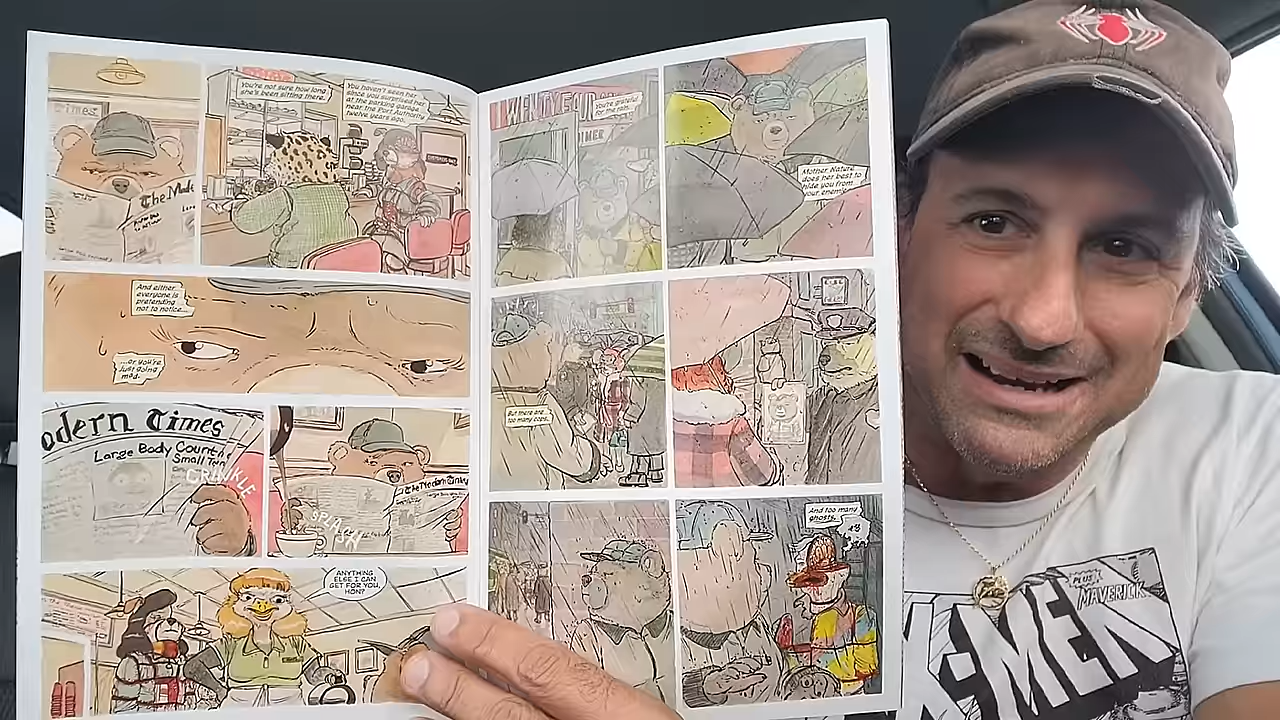 Times
The Mode
You're not sure how long
she's been sitting there.
You haven't seen her
since you surprised her
at the parking garage
near the Port Authority
twelve years ago.
And either
everyone is
pretending
not to notice...
...or you're
just going
mad.
odern Times
Large Body Count in
Small Town
CRINKLE
SPLASH
ANYTHING
ELSE I CAN
GET FOR YOU,
HON?
You're grateful
for the rain.
Mother Nature
does her best to
hide you from
your enemies.
But there are
too many cops.
And too many
ghosts.
PLUS
MAVERICK
X-MEN